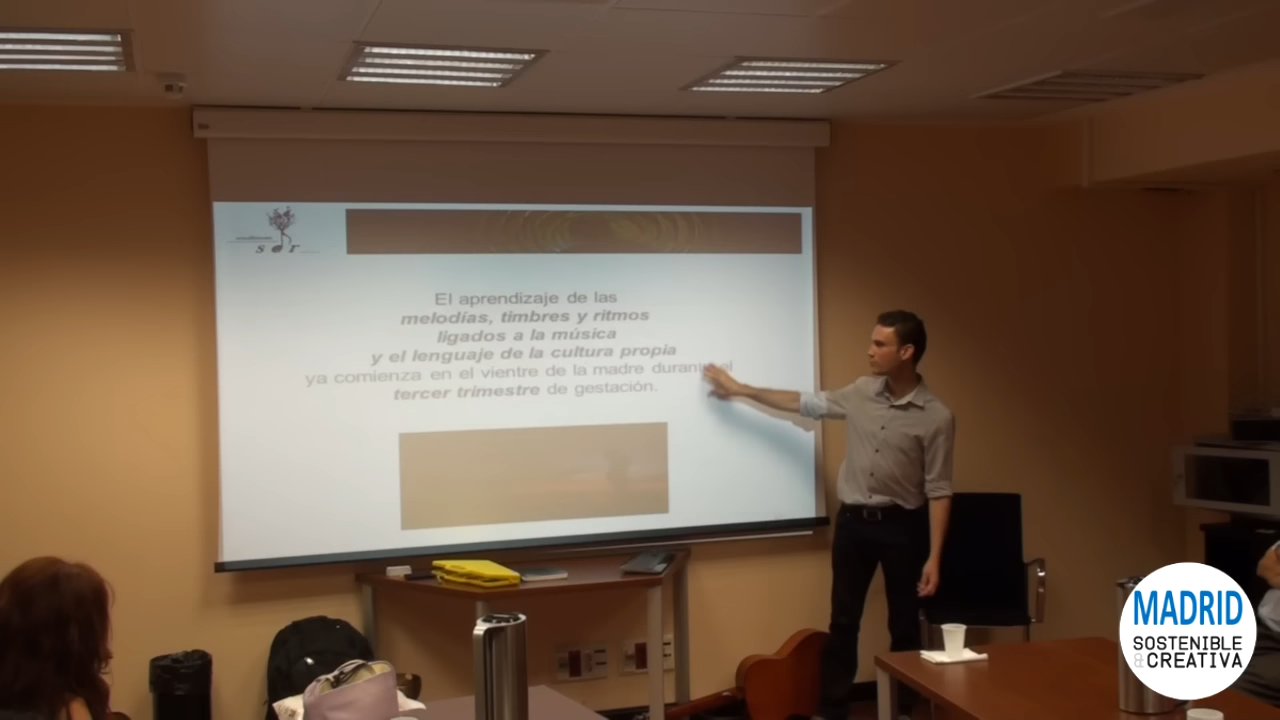 sor
El aprendizaje de las
melodías, timbres y ritmos
ligados a la música
y el lenguaje de la cultura propia
ya comienza en el vientre de la madre durante el
tercer trimestre de gestación.
MADRID
SOSTENIBLE
& CREATIVA